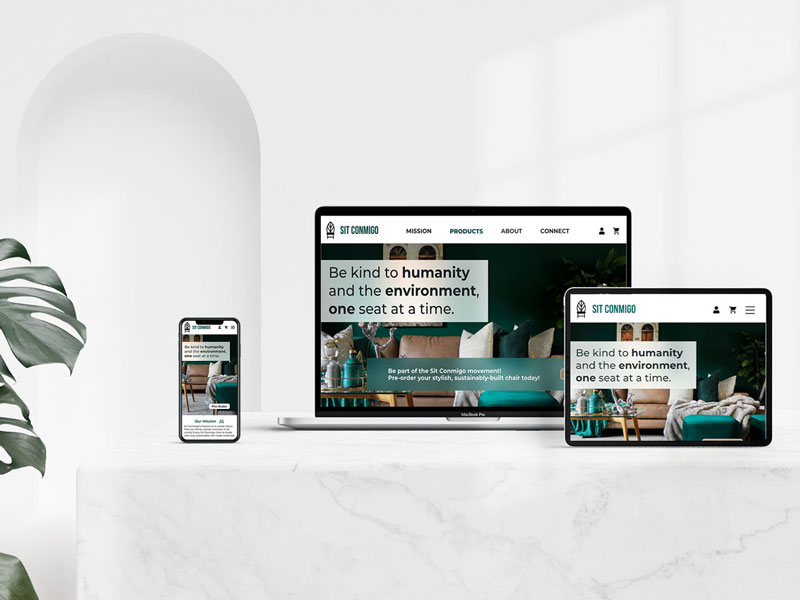 SIT CONMIGO
MISSION
PRODUCTS
ABOUT
CONNECT
Be kind to humanity
and the environment,
one seat at a time.
Be part of the Sit Conmigo movement!
Pre-order your stylish, sustainably-built chair today!
MacBook Pro
SIT CONMIGO
Be kind to humanity
and the environment,
one seat at a time.
SIT CONMIGO
Be kind to humanity
and the environment,
one seat at a time.
Pre-Order
Our Mission